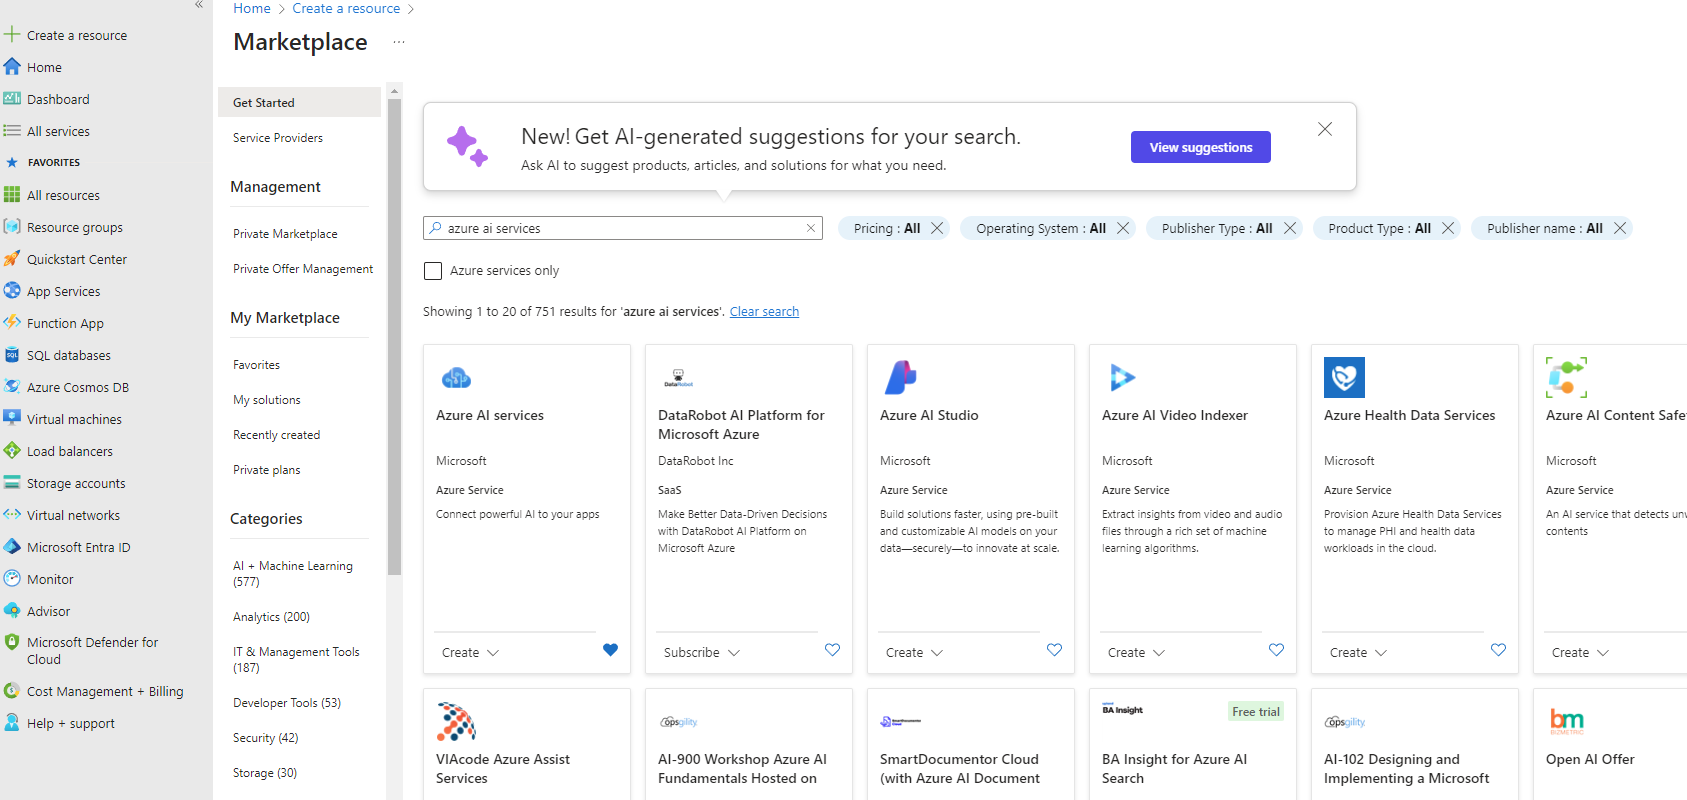 «
Home > Create a resource >
Marketplace ...
Create a resource
Home
Dashboard
All services
FAVORITES
All resources
Resource groups
Quickstart Center
App Services
Function App
SQL databases
Azure Cosmos DB
Virtual machines
Load balancers
Storage accounts
Virtual networks
Microsoft Entra ID
Monitor
Advisor
Microsoft Defender for
Cloud
Cost Management + Billing
Help + support
Get Started
Service Providers
Management
Private Marketplace
Private Offer Management
My Marketplace
Favorites
My solutions
Recently created
Private plans
Categories
AI + Machine Learning
(577)
Analytics (200)
IT & Management Tools
(187)
Developer Tools (53)
Security (42)
Storage (30)
New! Get AI-generated suggestions for your search.
Ask AI to suggest products, articles, and solutions for what you need.
View suggestions
azure ai services
Pricing : All
Operating System : All
Publisher Type : All
Product Type : All
Publisher name : All
Azure services only
Showing 1 to 20 of 751 results for 'azure ai services'. Clear search
Azure AI services
Microsoft
Azure Service
Connect powerful AI to your apps
Create
DataRobot
DataRobot AI Platform for
Microsoft Azure
DataRobot Inc
SaaS
Make Better Data-Driven Decisions
with DataRobot AI Platform on
Microsoft Azure
Subscribe
Azure AI Studio
Microsoft
Azure Service
Build solutions faster, using pre-built
and customizable AI models on your
data—securely—to innovate at scale.
Create
Azure AI Video Indexer
Microsoft
Azure Service
Extract insights from video and audio
files through a rich set of machine
learning algorithms.
Create
Azure Health Data Services
Microsoft
Azure Service
Provision Azure Health Data Services
to manage PHI and health data
workloads in the cloud.
Create
Azure AI Content Safe
Microsoft
Azure Service
An AI service that detects unw
contents
Create
VIAcode Azure Assist
Services
opsgility
AI-900 Workshop Azure AI
Fundamentals Hosted on
SmartDocumentor Cloud
(with Azure AI Document
BA Insight
Free trial
BA Insight for Azure AI
Search
opsgility
AI-102 Designing and
Implementing a Microsoft
bm
BIZMETRIC
Open AI Offer